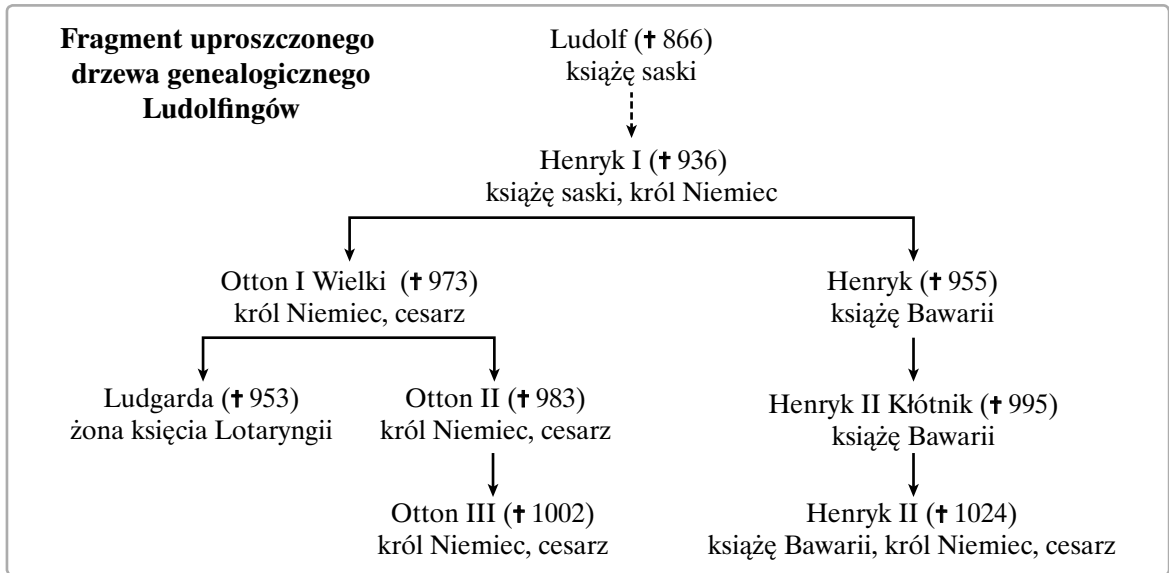 Fragment uproszczonego
drzewa genealogicznego
Ludolfingów
Ludolf (✝ 866)
książę saski
Henryk I (✝ 936)
książę saski, król Niemiec
Otton I Wielki (✝ 973)
król Niemiec, cesarz
Henryk (✝ 955)
książę Bawarii
Ludgarda (✝ 953)
żona księcia Lotaryngii
Otton II (✝ 983)
król Niemiec, cesarz
Henryk II Kłótnik (✝ 995)
książę Bawarii
Otton III (✝ 1002)
król Niemiec, cesarz
Henryk II (✝ 1024)
książę Bawarii, król Niemiec, cesarz